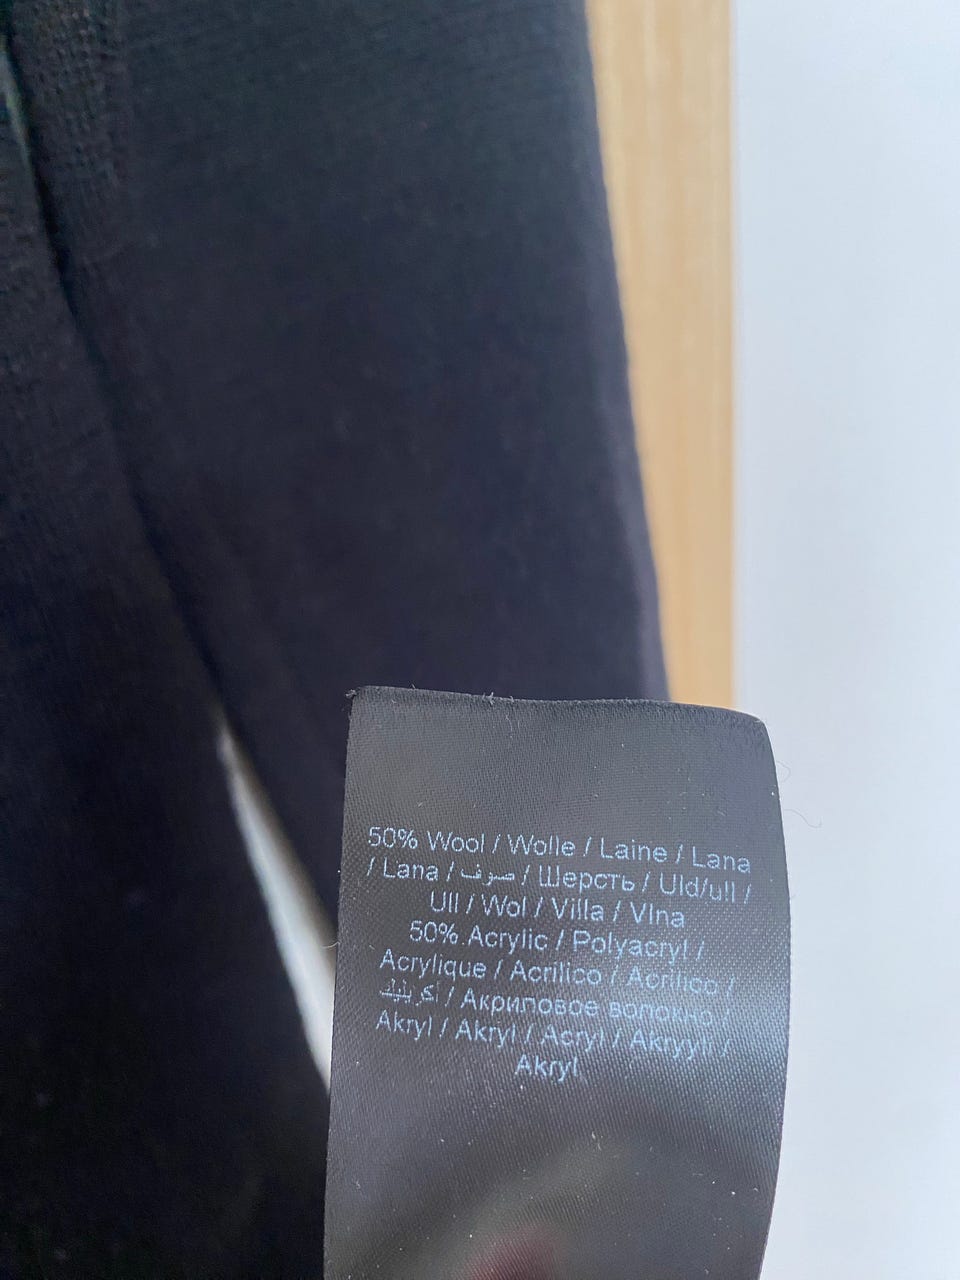 50% Wool / Wolle / Laine / Lana
/ Lana / صوف / Шерсть / Uld/ull /
Ull / Wol / Villa / Vlna
50% Acrylic / Polyacryl /
Acrylique / Acrilico / Acrílico /
أكريليك / Акриловое волокно /
Akryl / Akryl / Acryl / Akryyli /
Akryl